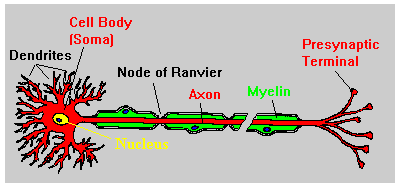 Cell Body
(Soma)
Dendrites
Presynaptic
Terminal
Node of Ranvier
Axon
Myelin
Nucleus